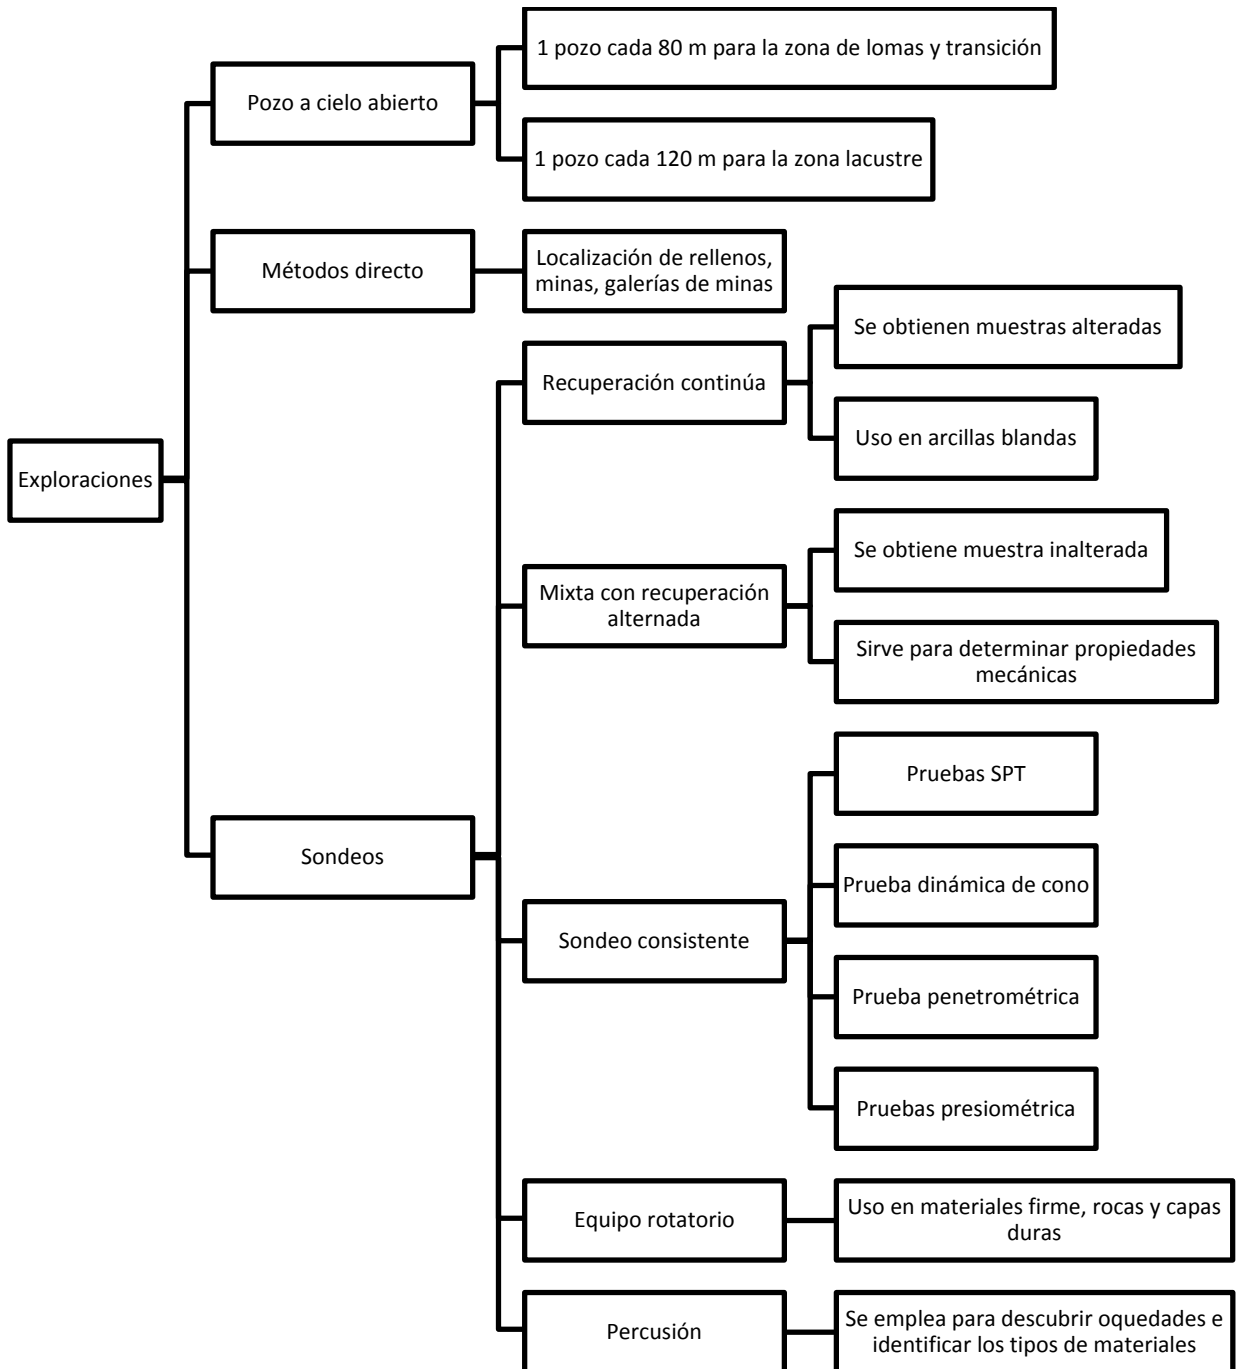 Exploraciones
Pozo a cielo abierto
1 pozo cada 80 m para la zona de lomas y transición
1 pozo cada 120 m para la zona lacustre
Métodos directo
Localización de rellenos,
minas, galerías de minas
Sondeos
Recuperación continúa
Se obtienen muestras alteradas
Uso en arcillas blandas
Mixta con recuperación
alternada
Se obtiene muestra inalterada
Sirve para determinar propiedades
mecánicas
Sondeo consistente
Pruebas SPT
Prueba dinámica de cono
Prueba penetrométrica
Pruebas presiométrica
Equipo rotatorio
Uso en materiales firme, rocas y capas
duras
Percusión
Se emplea para descubrir oquedades e
identificar los tipos de materiales